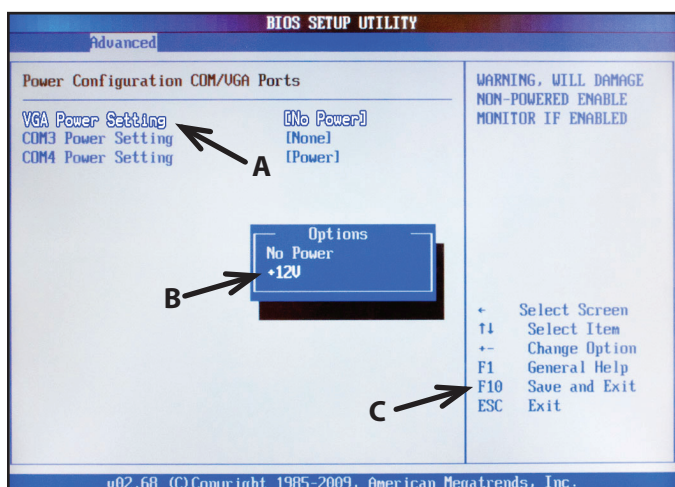 BIOS SETUP UTILITY
Advanced
Power Configuration COM/VGA Ports
VGA Power Setting [No Power]
COM3 Power Setting [None]
COM4 Power Setting [Power]
A
WARNING, WILL DAMAGE
NON-POWERED ENABLE
MONITOR IF ENABLED
Options
No Power
+12V
B
← Select Screen
↑↓ Select Item
+- Change Option
F1 General Help
F10 Save and Exit
ESC Exit
C
v02.68 (C)Copyright 1985-2009, American Megatrends, Inc.